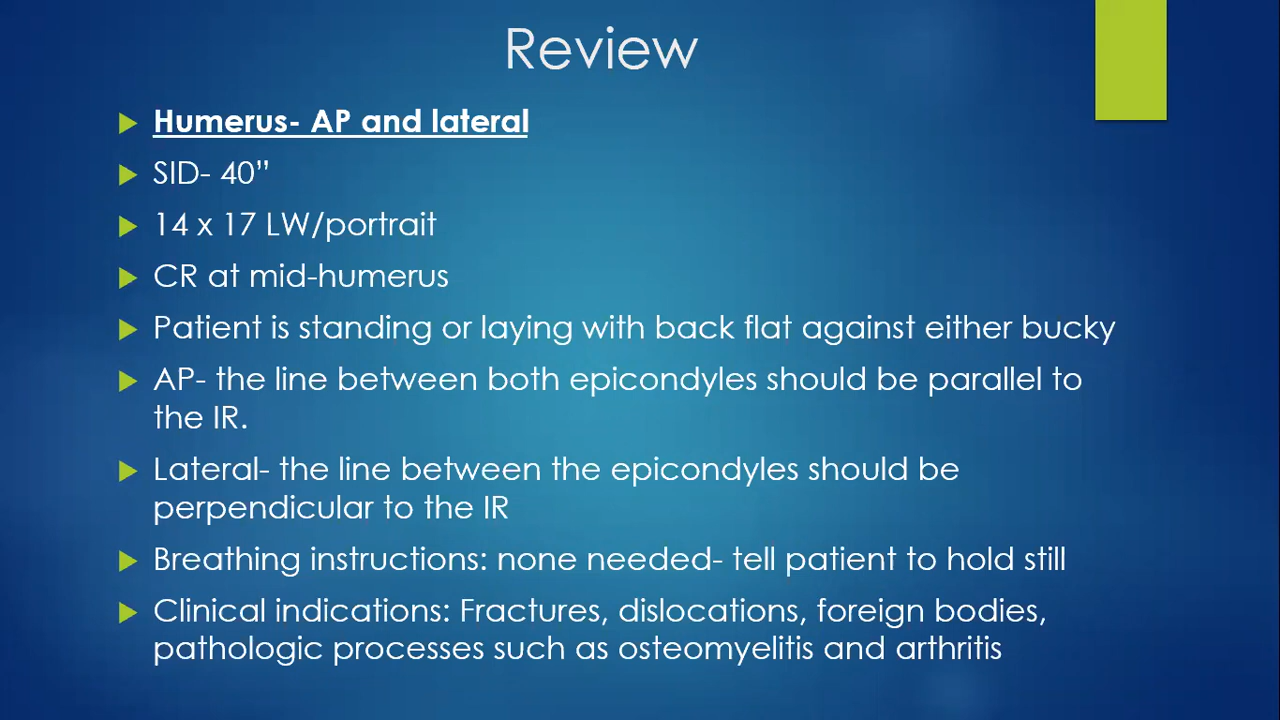 Review
Humerus- AP and lateral
SID- 40”
14 x 17 LW/portrait
CR at mid-humerus
Patient is standing or laying with back flat against either bucky
AP- the line between both epicondyles should be parallel to
the IR.
Lateral- the line between the epicondyles should be
perpendicular to the IR
Breathing instructions: none needed- tell patient to hold still
Clinical indications: Fractures, dislocations, foreign bodies,
pathologic processes such as osteomyelitis and arthritis